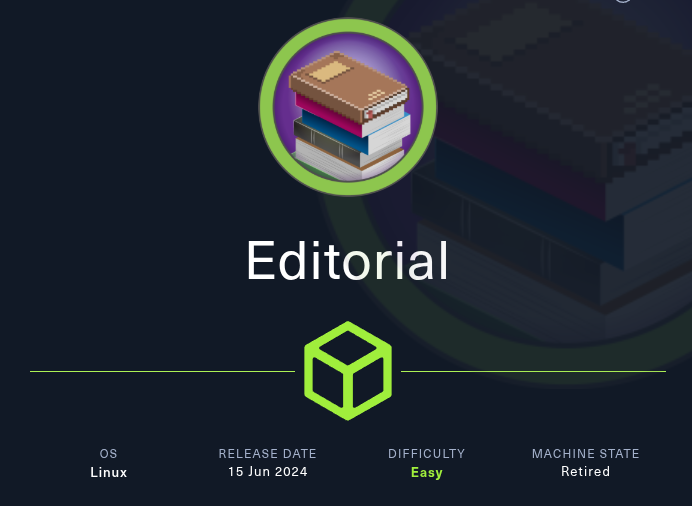 Editorial
OS RELEASE DATE DIFFICULTY MACHINE STATE
Linux 15 Jun 2024 Easy Retired